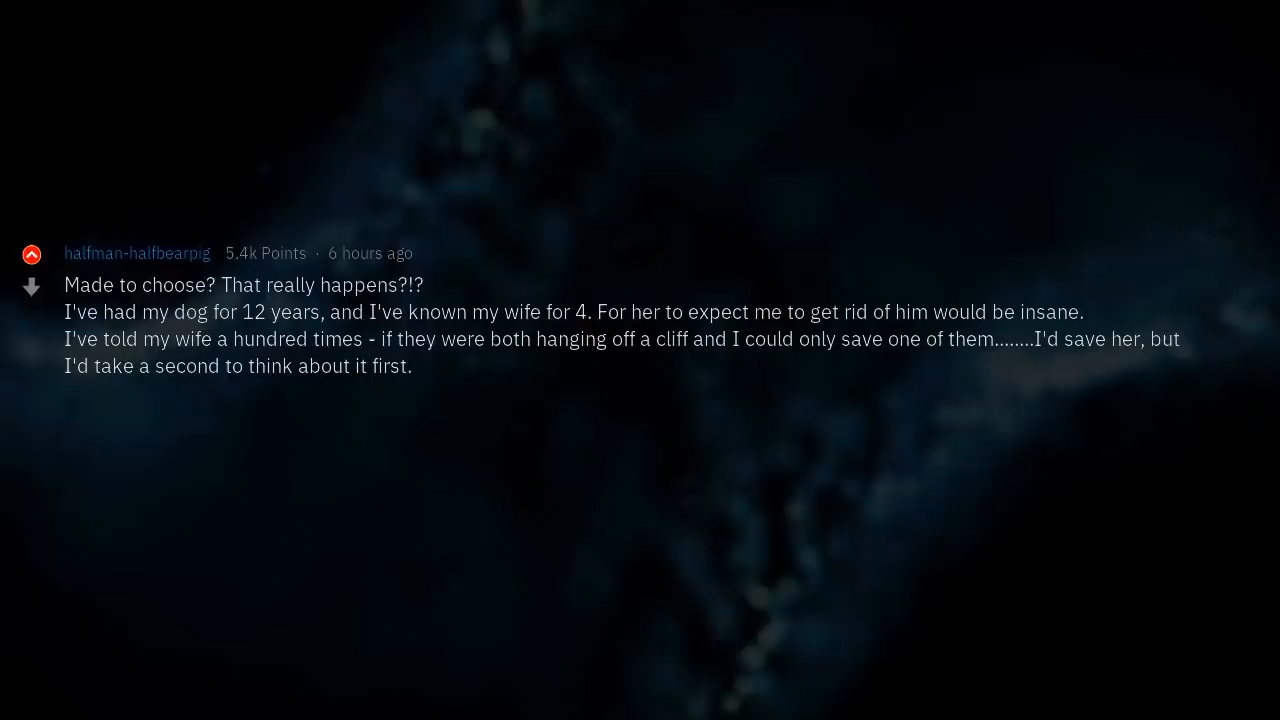 halfman-halfbearpig 5.4k Points · 6 hours ago
Made to choose? That really happens?!?
I've had my dog for 12 years, and I've known my wife for 4. For her to expect me to get rid of him would be insane.
I've told my wife a hundred times - if they were both hanging off a cliff and I could only save one of them........I'd save her, but
I'd take a second to think about it first.